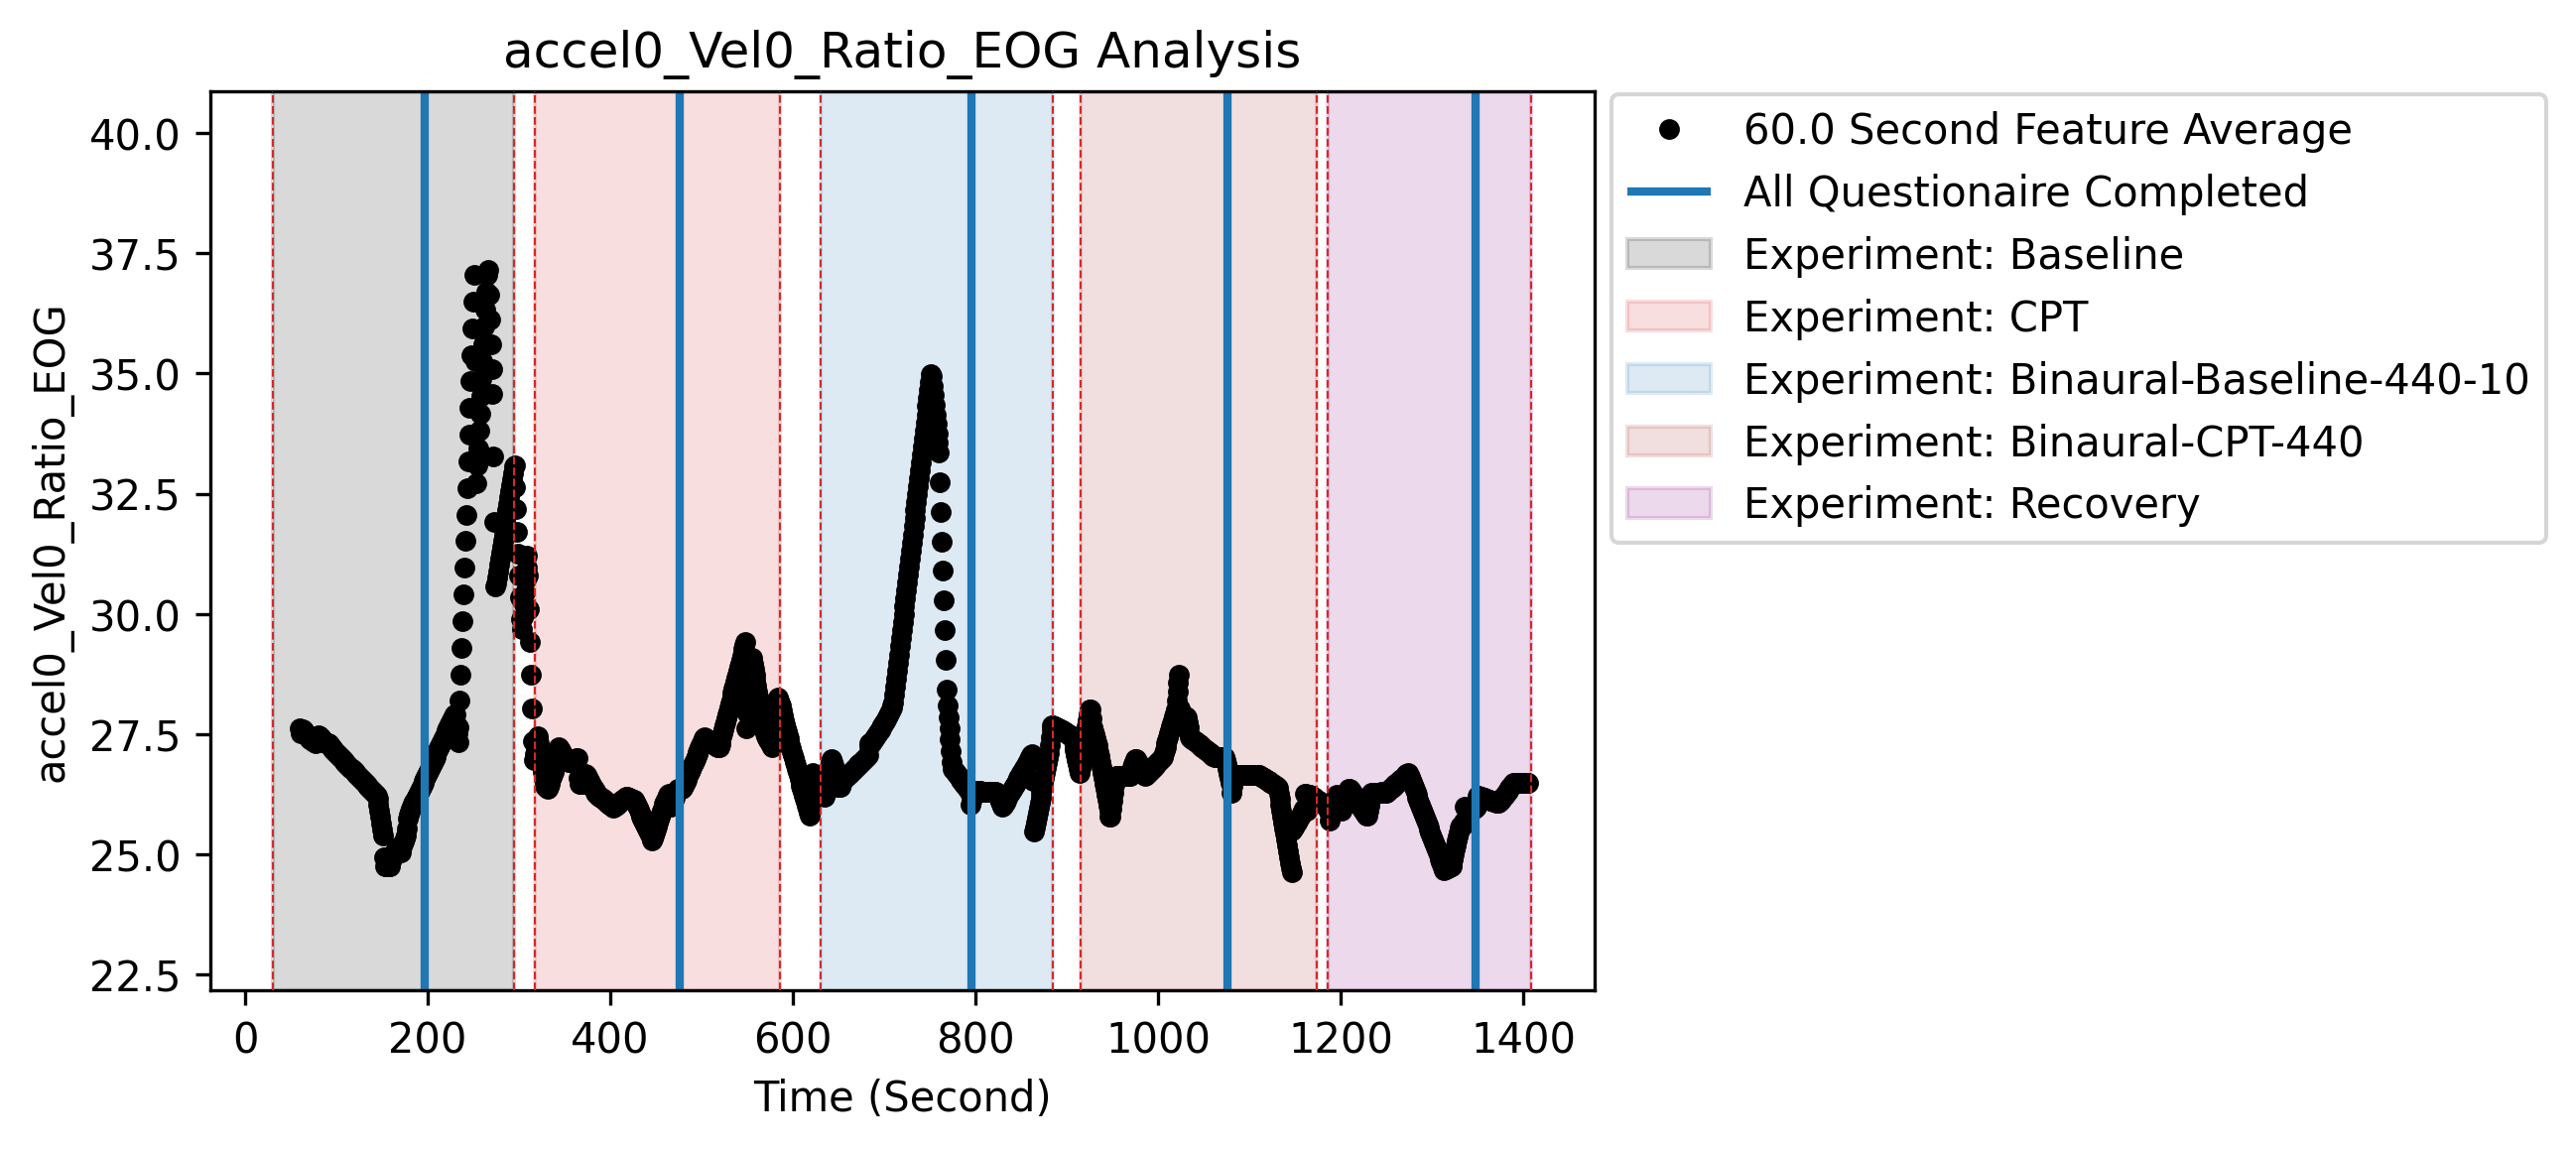 accel0_Vel0_Ratio_EOG Analysis
accel0_Vel0_Ratio_EOG
40.0
37.5
35.0
32.5
30.0
27.5
25.0
22.5
0 200 400 600 800 1000 1200 1400
Time (Second)
60.0 Second Feature Average
All Questionaire Completed
Experiment: Baseline
Experiment: CPT
Experiment: Binaural-Baseline-440-10
Experiment: Binaural-CPT-440
Experiment: Recovery